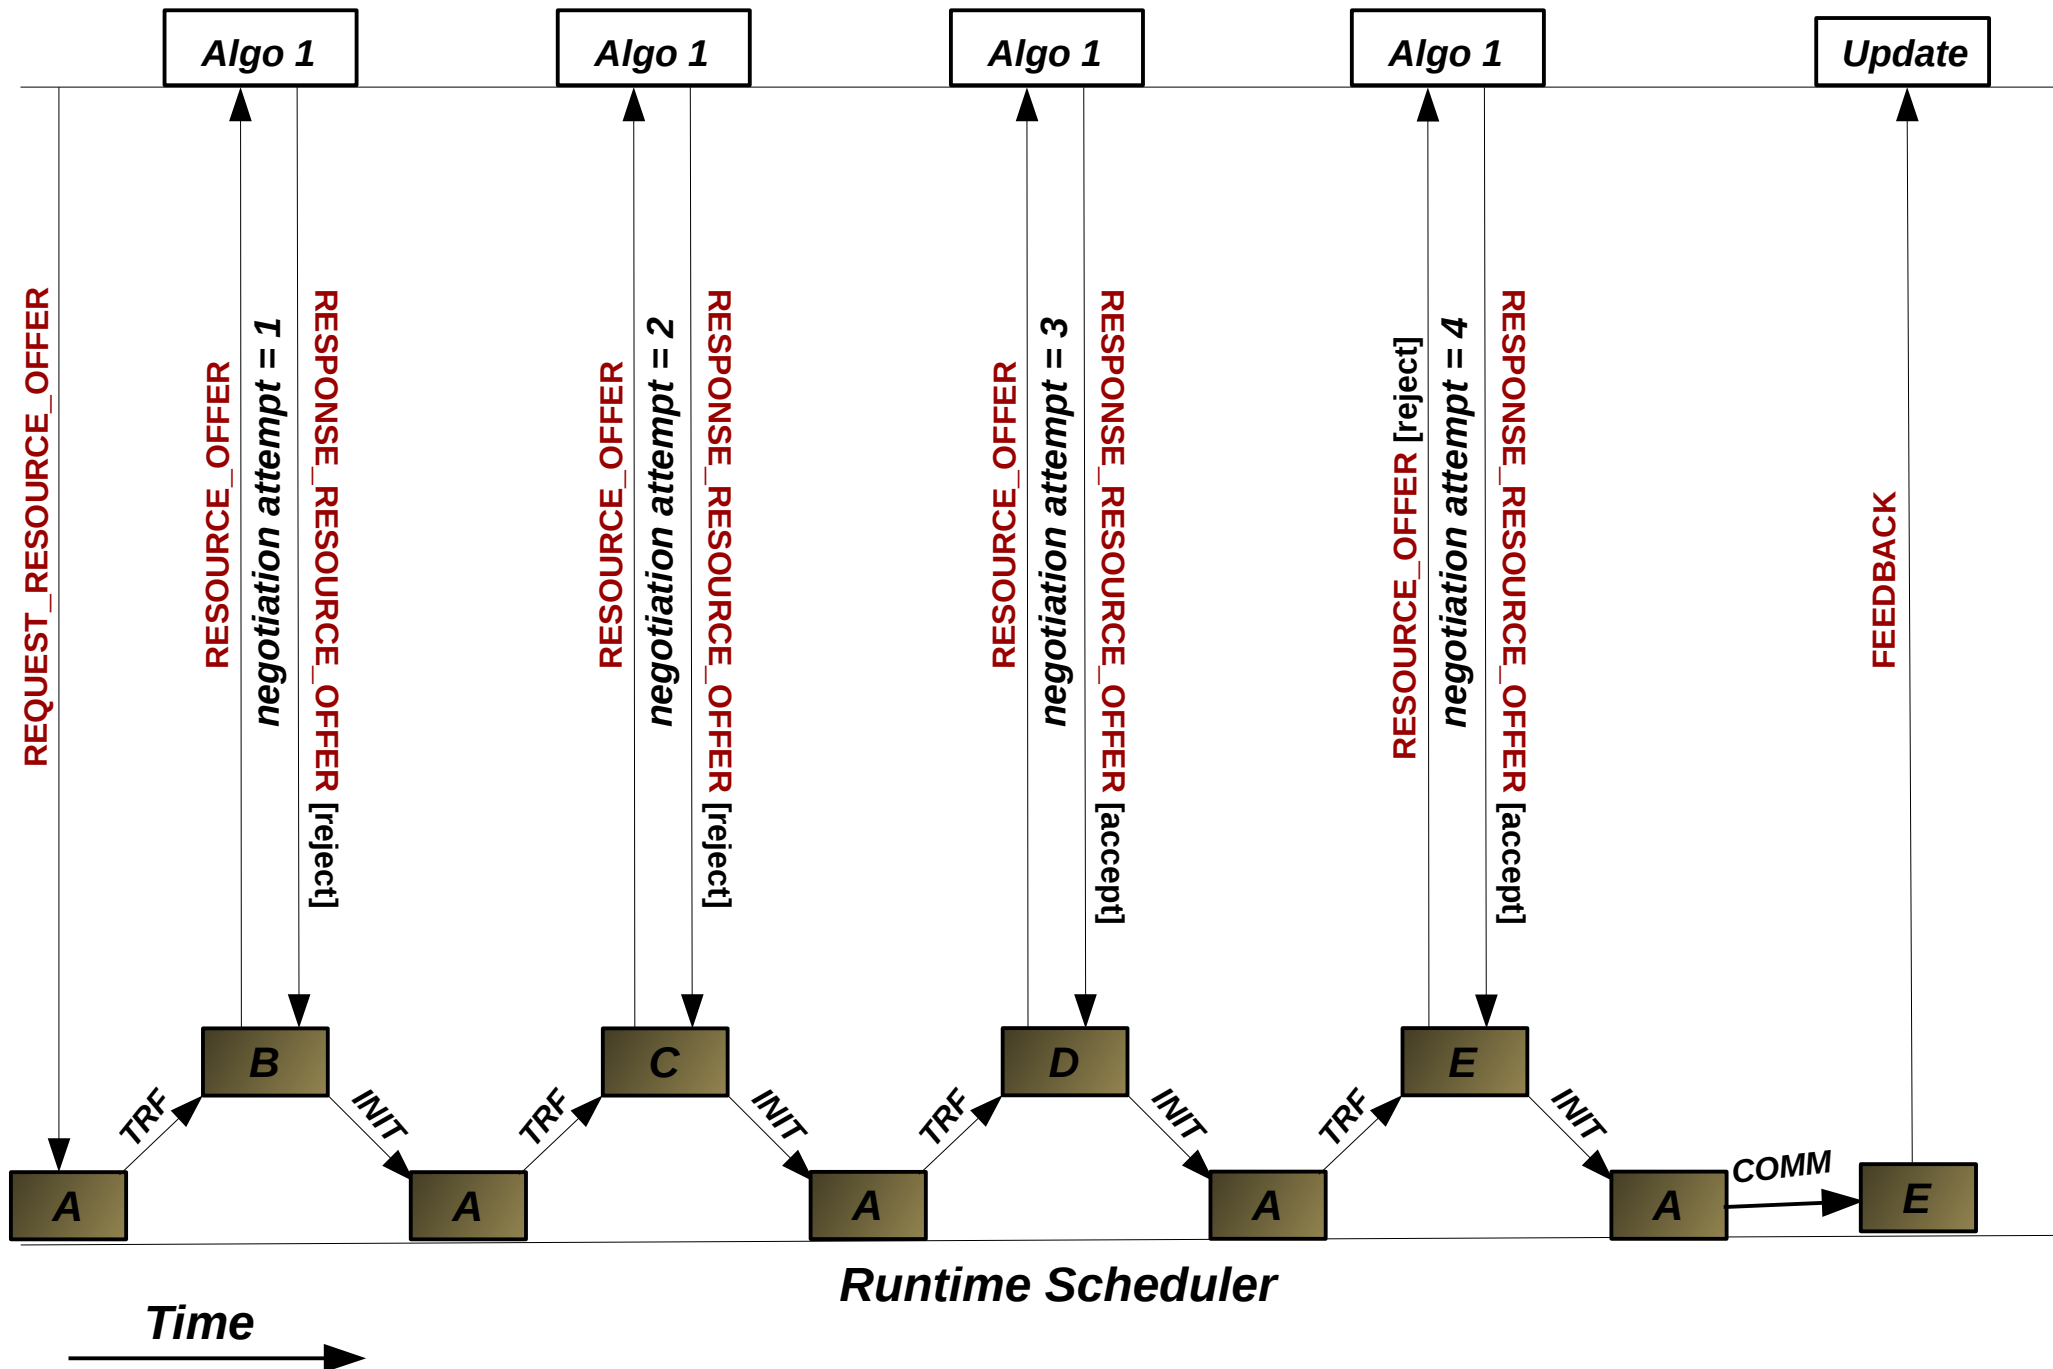 Algo 1
Algo 1
Algo 1
Algo 1
Update
REQUEST_RESOURCE_OFFER
RESOURCE_OFFER
negotiation attempt = 1
RESPONSE_RESOURCE_OFFER [reject]
RESOURCE_OFFER
negotiation attempt = 2
RESPONSE_RESOURCE_OFFER [reject]
RESOURCE_OFFER
negotiation attempt = 3
RESPONSE_RESOURCE_OFFER [accept]
RESOURCE_OFFER [reject]
negotiation attempt = 4
RESPONSE_RESOURCE_OFFER [accept]
FEEDBACK
B
C
D
E
TRF
INIT
TRF
INIT
TRF
INIT
TRF
INIT
COMM
A
A
A
A
A
E
Runtime Scheduler
Time